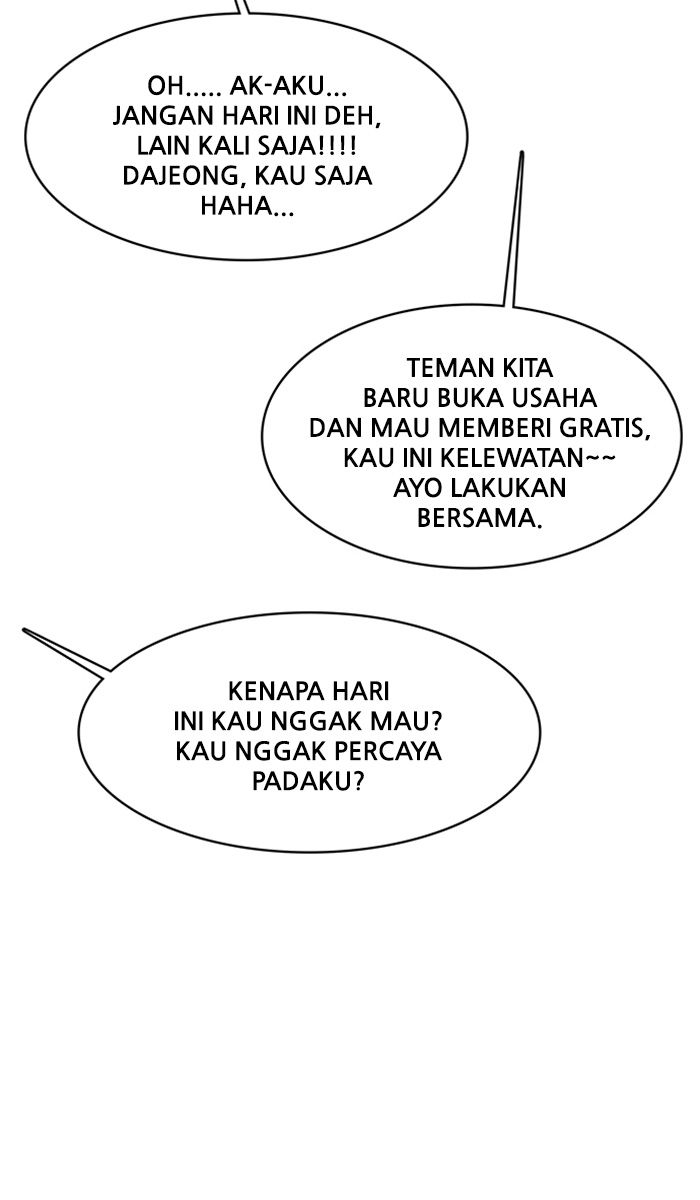 OH..... AK-AKU...
JANGAN HARI INI DEH,
LAIN KALI SAJA!!!!
DAJEONG, KAU SAJA
HAHA...
TEMAN KITA
BARU BUKA USAHA
DAN MAU MEMBERI GRATIS,
KAU INI KELEWATAN~~
AYO LAKUKAN
BERSAMA.
KENAPA HARI
INI KAU NGGAK MAU?
KAU NGGAK PERCAYA
PADAKU?